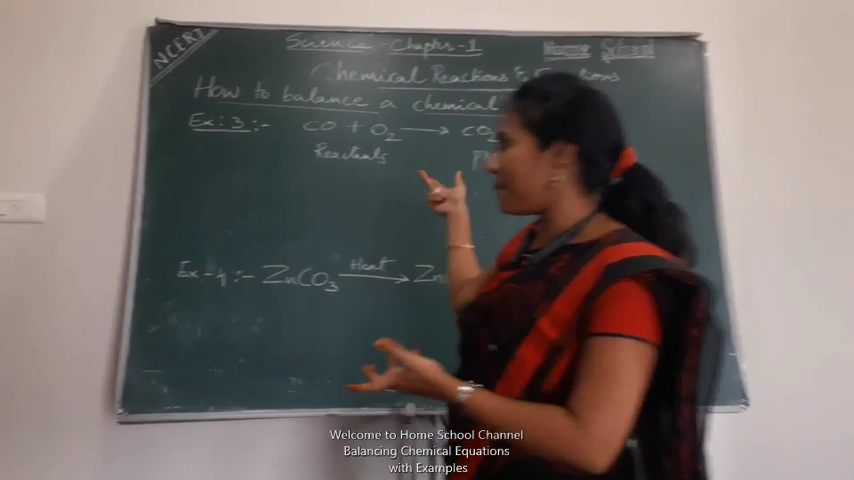 NCERT
Science - Chapter - 1
Home School
Chemical Reactions & Equations
How to balance a chemical
Ex: 3 :- CO + O₂ → CO₂
Reactants
Ex - 4 :- ZnCO₃ Heat → Zn
Welcome to Home School Channel
Balancing Chemical Equations
with Examples